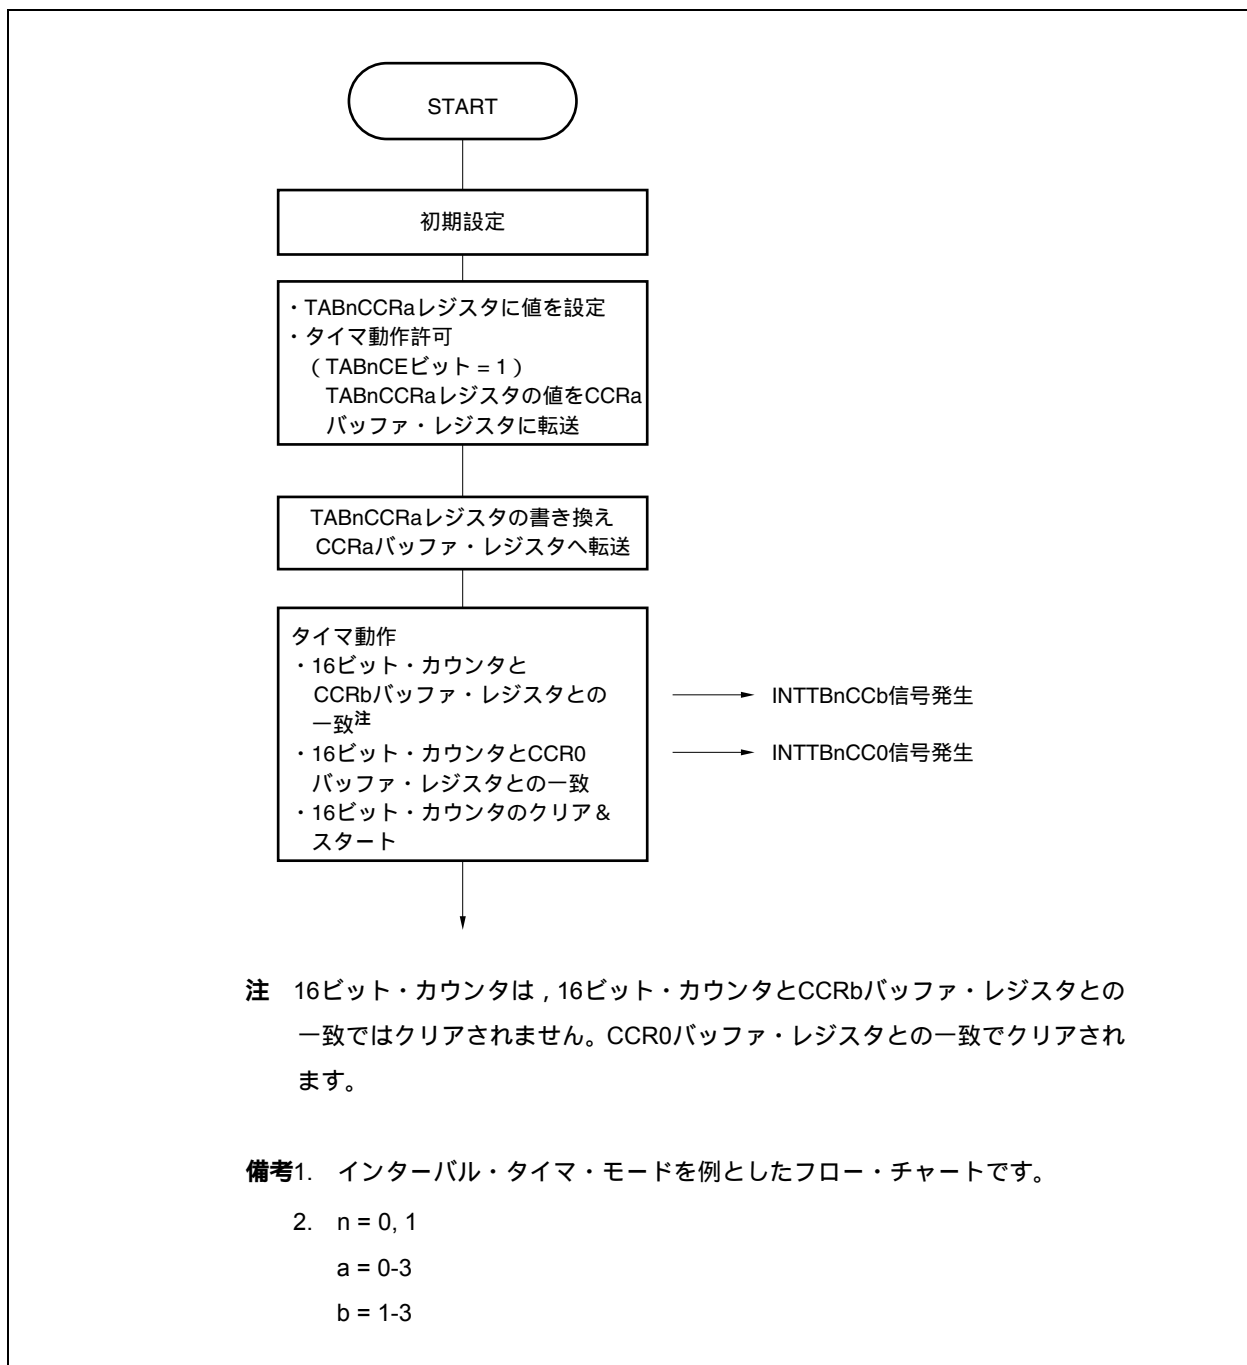 START
初期設定
・TABnCCRaレジスタに値を設定
・タイマ動作許可
（TABnCEビット = 1）
TABnCCRaレジスタの値をCCRa
バッファ・レジスタに転送
TABnCCRaレジスタの書き換え
CCRaバッファ・レジスタへ転送
タイマ動作
・16ビット・カウンタと
CCRbバッファ・レジスタとの
一致注
・16ビット・カウンタとCCR0
バッファ・レジスタとの一致
・16ビット・カウンタのクリア＆
スタート
INTTBnCCb信号発生
INTTBnCC0信号発生
注 16ビット・カウンタは，16ビット・カウンタとCCRbバッファ・レジスタとの
一致ではクリアされません。CCR0バッファ・レジスタとの一致でクリアされ
ます。
備考1. インターバル・タイマ・モードを例としたフロー・チャートです。
2. n = 0, 1
a = 0-3
b = 1-3